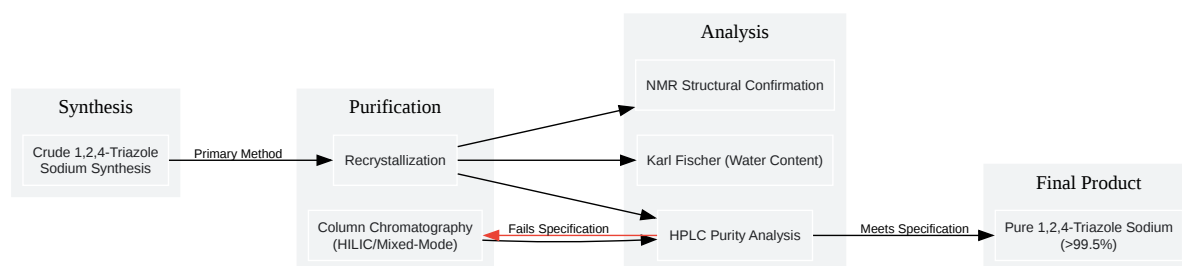 Synthesis
Crude 1,2,4-Triazole
Sodium Synthesis
Primary Method
Purification
Recrystallization
Column Chromatography
(HILIC/Mixed-Mode)
Fails Specification
Analysis
NMR Structural Confirmation
Karl Fischer (Water Content)
HPLC Purity Analysis
Meets Specification
Final Product
Pure 1,2,4-Triazole Sodium
(>99.5%)